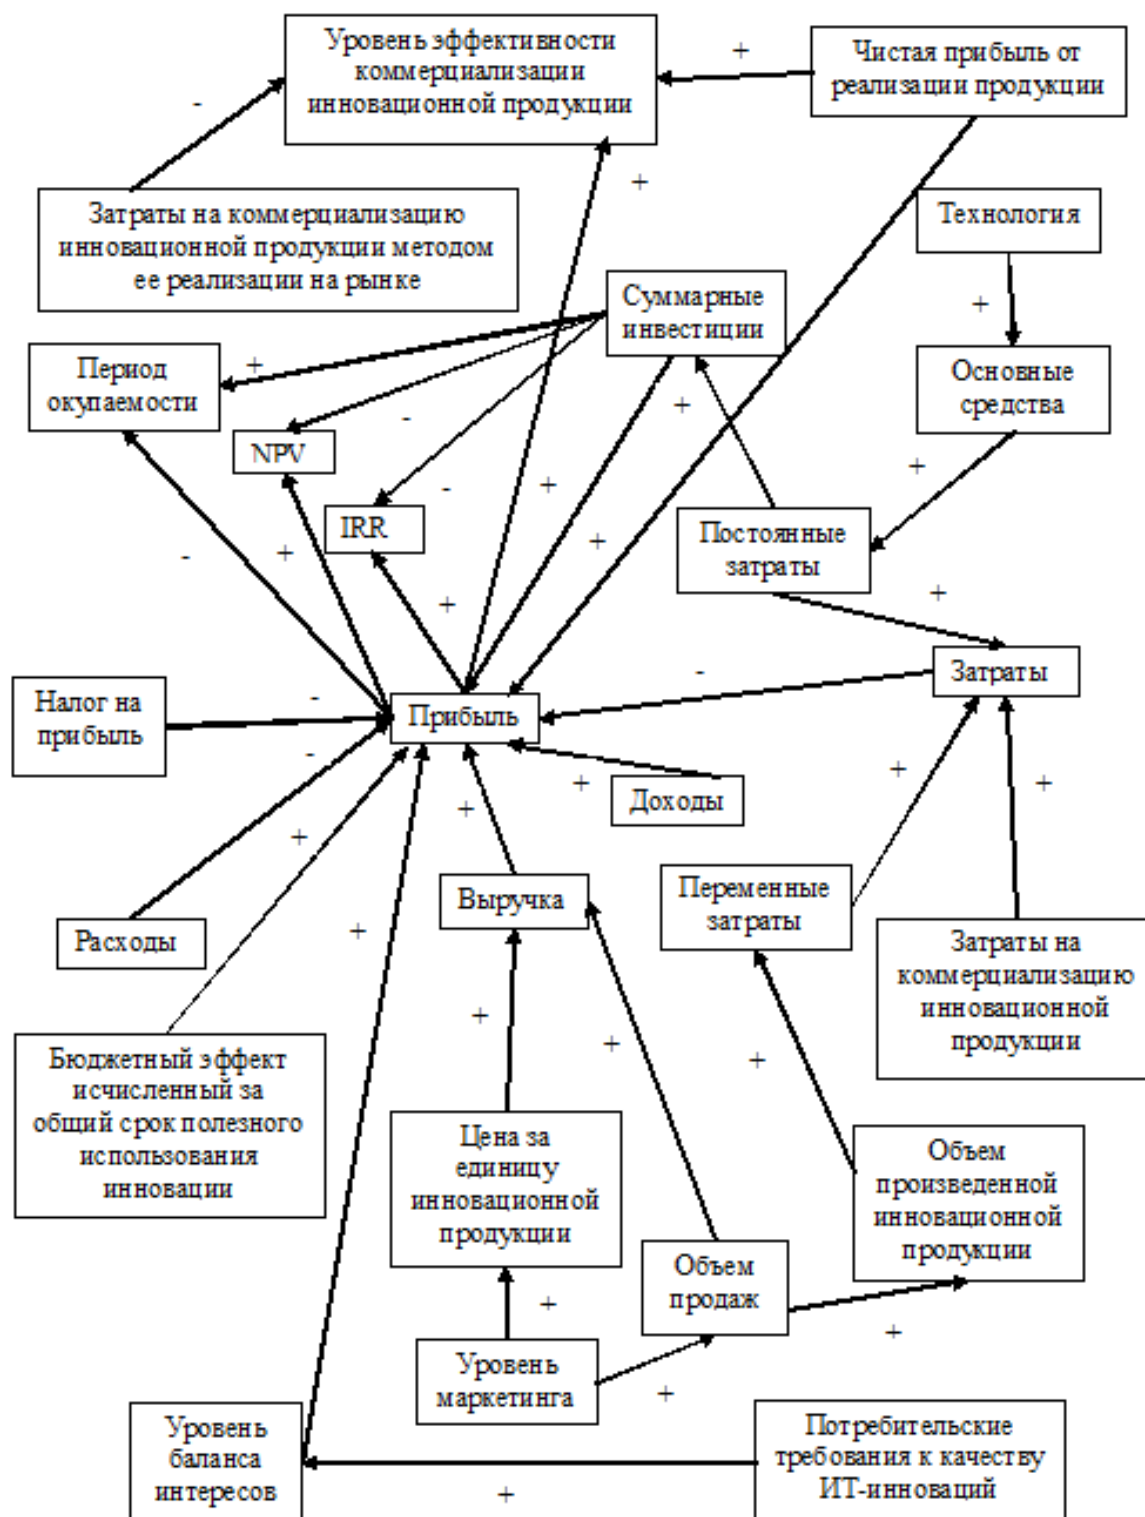 Уровень эффективности
коммерциализации
инновационной продукции
+
Чистая прибыль от
реализации продукции
-
+
Затраты на коммерциализацию
инновационной продукции методом
ее реализации на рынке
Технология
Суммарные
инвестиции
+
Период
окупаемости
+
Основные
средства
-
+
NPV
-
+
+
IRR
Постоянные
затраты
-
+
+
+
+
Затраты
-
Налог на
прибыль
-
Прибыль
-
+
Доходы
+
+
+
+
Выручка
Переменные
затраты
Расходы
+
Затраты на
коммерциализацию
инновационной
продукции
+
+
+
Бюджетный эффект
исчисленный за
общий срок полезного
использования
инновации
Цена за
единицу
инновационной
продукции
Объем
произведенной
инновационной
продукции
Объем
продаж
+
+
Уровень
маркетинга
+
Уровень
баланса
интересов
+
Потребительские
требования к качеству
ИТ-инноваций